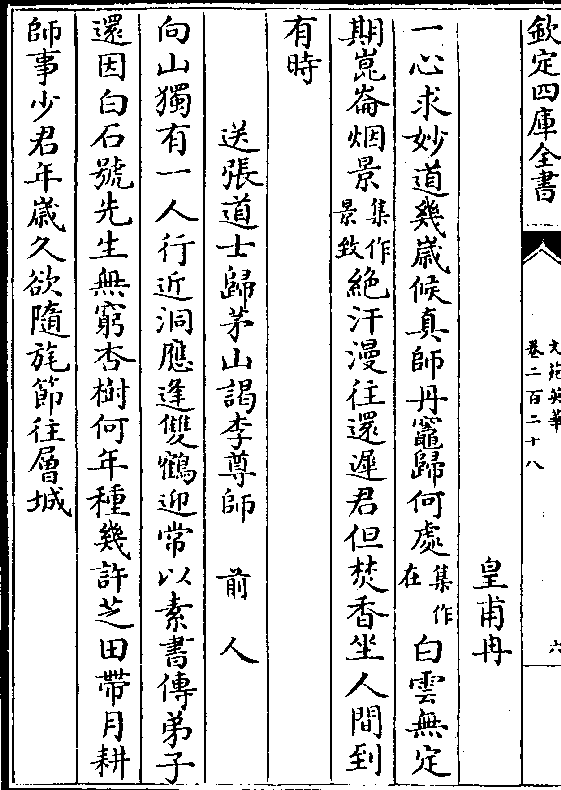 欽定四庫全書
文苑英華
卷二百二十八
六
皇甫冉
一心求妙道幾歲候真師丹竈歸何處集作在白雲無定
期崑崙烟景集作景致絶汗漫往還遲君但焚香坐人間到
有時
送張道士歸茅山謁李尊師　前人
向山獨有一人行近洞應逢雙鶴迎常以素書傳弟子
還因白石號先生無窮杏樹何年種幾許芝田帶月耕
師事少君年歲久欲隨旄節往層城